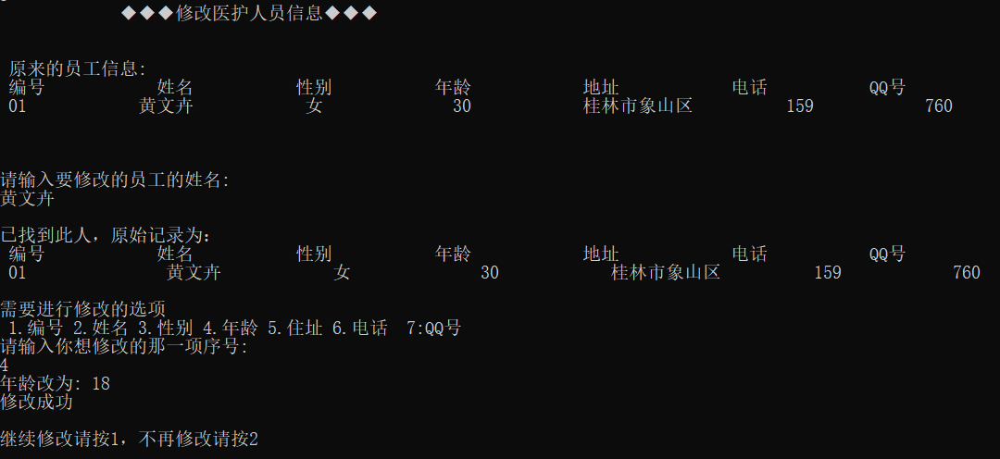 ◆◆◆修改医护人员信息◆◆◆
原来的员工信息:
编号 姓名 性别 年龄 地址 电话 QQ号
01 黄文卉 女 30 桂林市象山区 159 760
请输入要修改的员工的姓名:
黄文卉
已找到此人，原始记录为:
编号 姓名 性别 年龄 地址 电话 QQ号
01 黄文卉 女 30 桂林市象山区 159 760
需要进行修改的选项
1.编号 2.姓名 3.性别 4.年龄 5.住址 6.电话 7:QQ号
请输入你想修改的那一项序号:
4
年龄改为: 18
修改成功
继续修改请按1，不再修改请按2